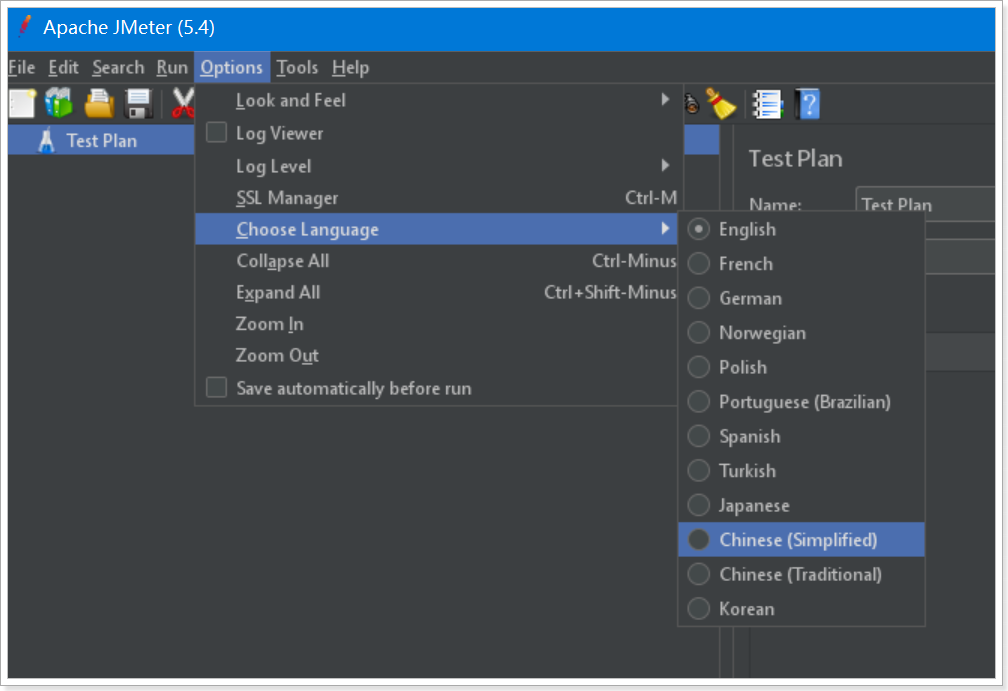 Apache JMeter (5.4)
File Edit Search Run Options Tools Help
Look and Feel
Log Viewer
Log Level
SSL Manager Ctrl-M
Choose Language
Collapse All Ctrl-Minus
Expand All Ctrl+Shift-Minus
Zoom In
Zoom Out
Save automatically before run
Test Plan
Test Plan
Name: Test Plan
English
French
German
Norwegian
Polish
Portuguese (Brazilian)
Spanish
Turkish
Japanese
Chinese (Simplified)
Chinese (Traditional)
Korean